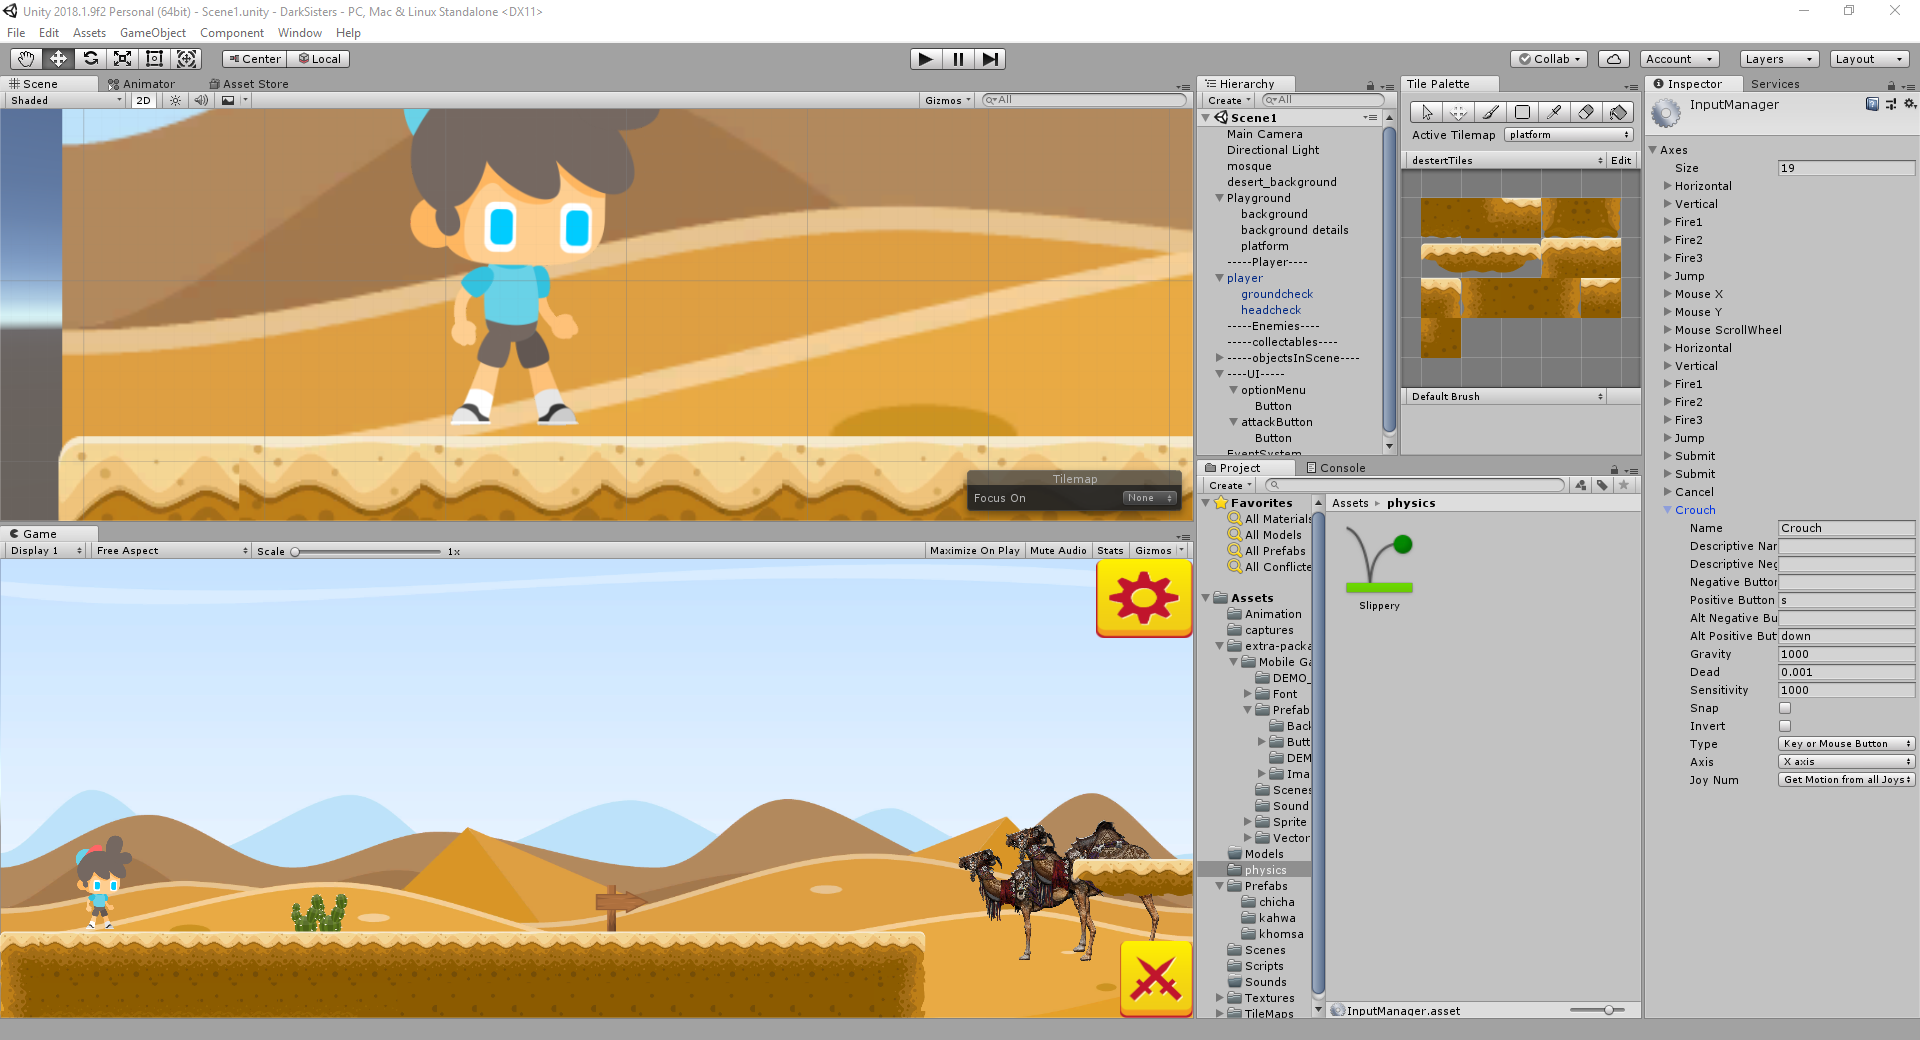 Unity 2018.1.9f2 Personal (64bit) - Scene1.unity - DarkSisters - PC, Mac & Linux Standalone <DX11>
File Edit Assets GameObject Component Window Help
Center Local
Collab Account Layers Layout
Scene Animator Asset Store
Shaded 2D Gizmos All
Tilemap
Focus On None
Game
Display 1 Free Aspect Scale 1x Maximize On Play Mute Audio Stats Gizmos
Hierarchy
Create All
Scene1
Main Camera
Directional Light
mosque
desert_background
Playground
background
background details
platform
-----Player----
player
groundcheck
headcheck
-----Enemies----
-----collectables----
-----objectsInScene----
----UI-----
optionMenu
Button
attackButton
Button
EventSystem
Tile Palette
Active Tilemap platform
destertTiles Edit
Default Brush
Project Console
Create
Favorites
All Materials
All Models
All Prefabs
All Conflicte
Assets
Animation
captures
extra-packa
Mobile Ga
DEMO_
Font
Prefab
Back
Butt
DEM
Ima
Scenes
Sound
Sprite
Vector
Models
physics
Prefabs
chicha
kahwa
khomsa
Scenes
Scripts
Sounds
Textures
TileMaps
Assets physics
Slippery
InputManager.asset
Inspector Services
InputManager
Axes
Size 19
Horizontal
Vertical
Fire1
Fire2
Fire3
Jump
Mouse X
Mouse Y
Mouse ScrollWheel
Horizontal
Vertical
Fire1
Fire2
Fire3
Jump
Submit
Submit
Cancel
Crouch
Name Crouch
Descriptive Nar
Descriptive Neg
Negative Button
Positive Button s
Alt Negative Bu
Alt Positive But down
Gravity 1000
Dead 0.001
Sensitivity 1000
Snap
Invert
Type Key or Mouse Button
Axis X axis
Joy Num Get Motion from all Joys